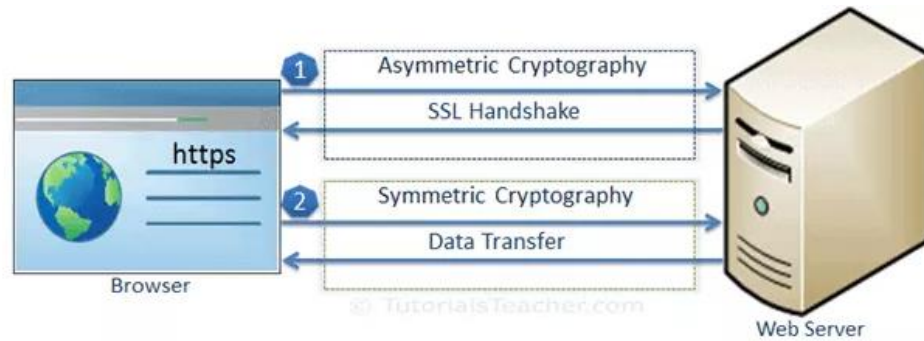 1
Asymmetric Cryptography
SSL Handshake
https
2
Symmetric Cryptography
Data Transfer
Browser
© TutorialsTeacher.com
Web Server